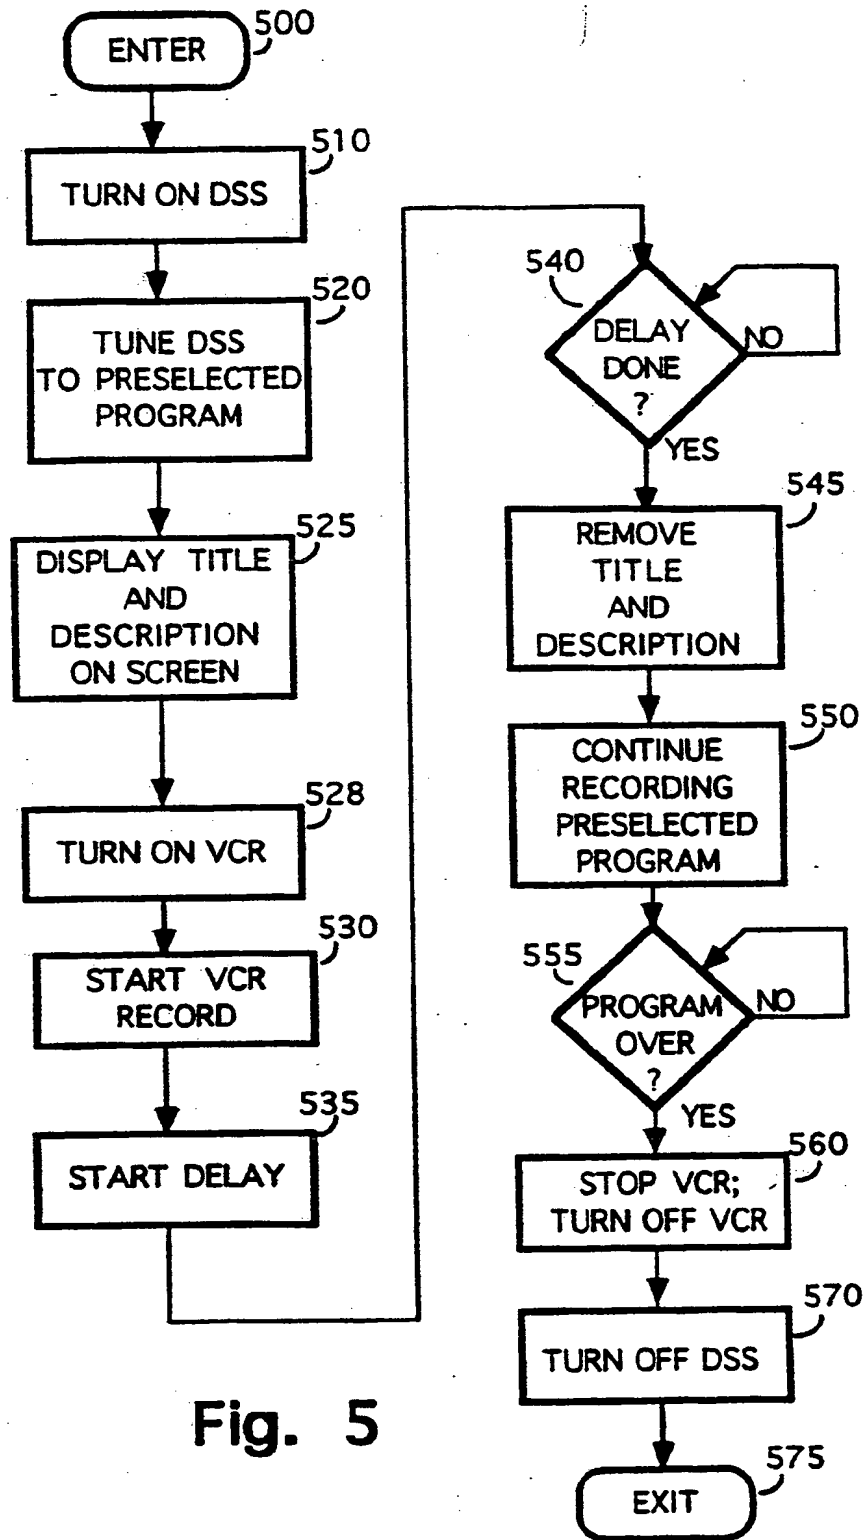 ENTER
500
510
TURN ON DSS
520
TUNE DSS
TO PRESELECTED
PROGRAM
525
DISPLAY TITLE
AND
DESCRIPTION
ON SCREEN
528
TURN ON VCR
530
START VCR
RECORD
535
START DELAY
540
DELAY
DONE
?
NO
YES
545
REMOVE
TITLE
AND
DESCRIPTION
550
CONTINUE
RECORDING
PRESELECTED
PROGRAM
555
PROGRAM
OVER
?
NO
YES
560
STOP VCR;
TURN OFF VCR
570
TURN OFF DSS
575
EXIT
Fig. 5